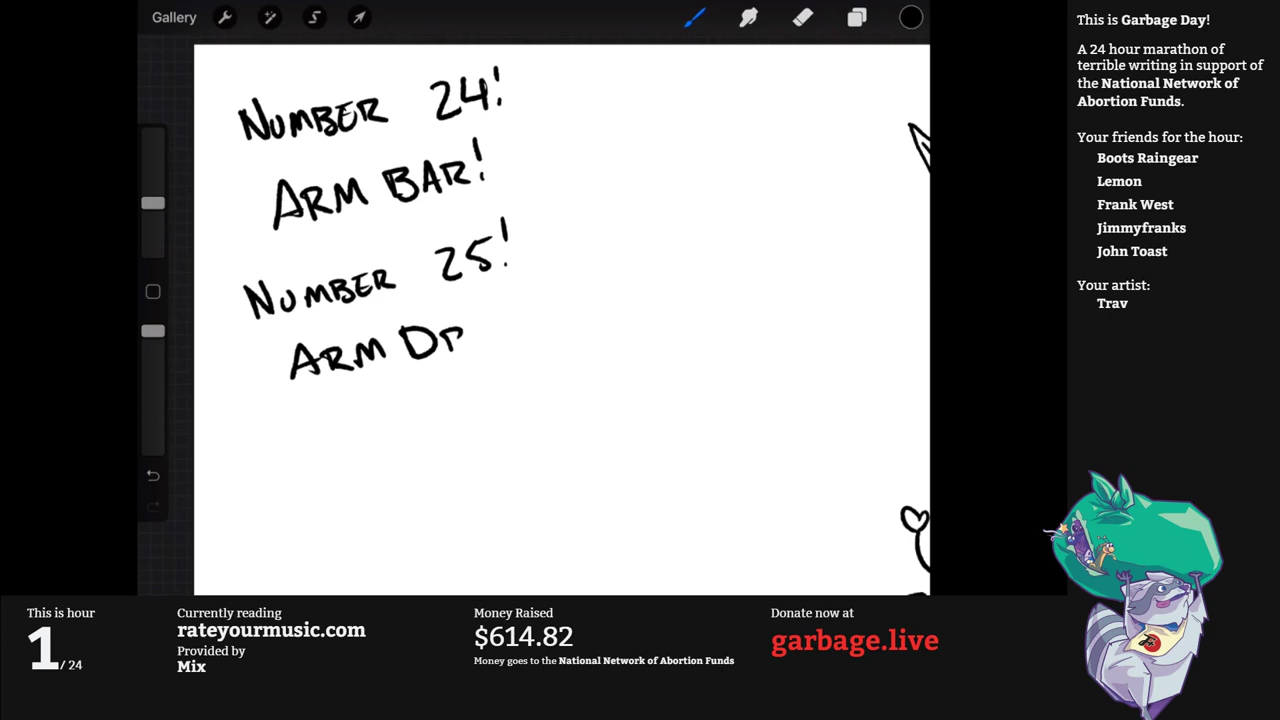 Gallery
NUMBER 24!
ARM BAR!
NUMBER 25!
ARM DR
This is Garbage Day!
A 24 hour marathon of
terrible writing in support of
the National Network of
Abortion Funds.
Your friends for the hour:
Boots Raingear
Lemon
Frank West
Jimmyfranks
John Toast
Your artist:
Trav
This is hour
1 / 24
Currently reading
rateyourmusic.com
Provided by
Mix
Money Raised
$614.82
Money goes to the National Network of Abortion Funds
Donate now at
garbage.live